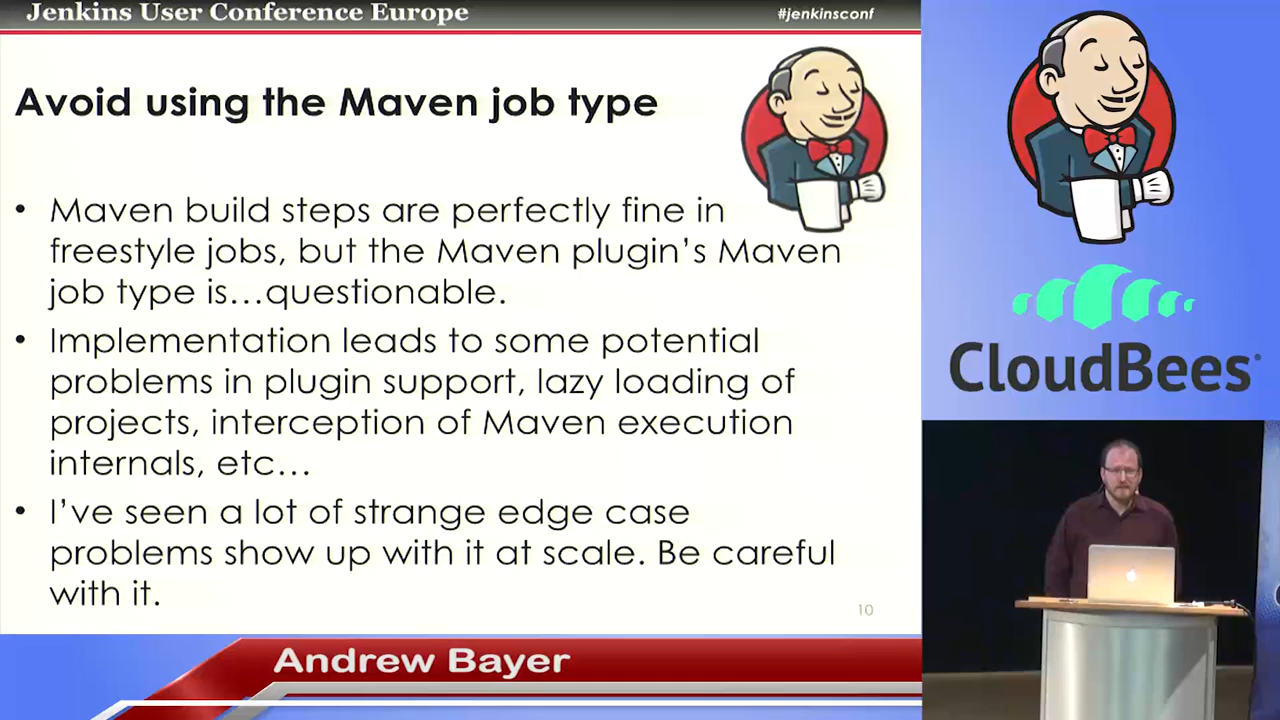 Jenkins User Conference Europe
#jenkinsconf
Avoid using the Maven job type
• Maven build steps are perfectly fine in
freestyle jobs, but the Maven plugin’s Maven
job type is…questionable.
• Implementation leads to some potential
problems in plugin support, lazy loading of
projects, interception of Maven execution
internals, etc…
• I’ve seen a lot of strange edge case
problems show up with it at scale. Be careful
with it.
10
CloudBees
Andrew Bayer